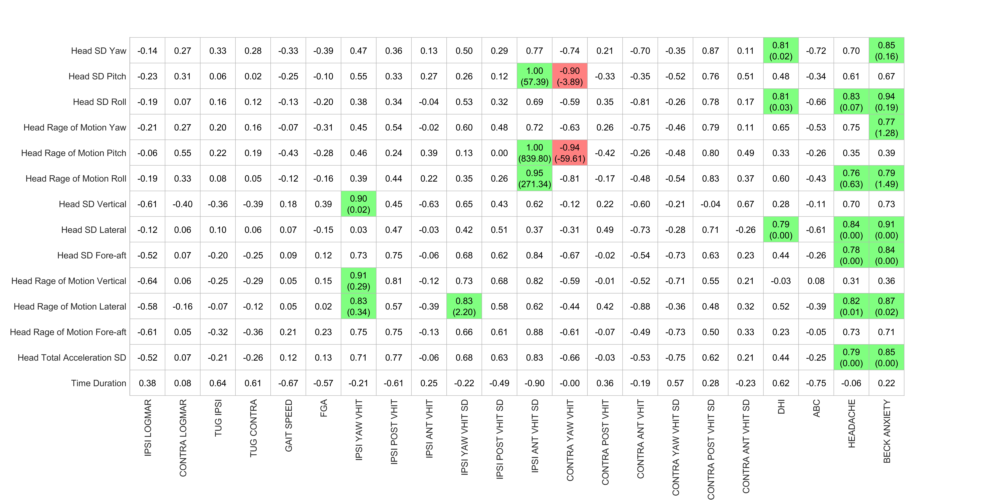 Head SD Yaw -0.14 0.27 0.33 0.28 -0.33 -0.39 0.47 0.36 0.13 0.50 0.29 0.77 -0.74 0.21 -0.70 -0.35 0.87 0.11 0.81 (0.02) -0.72 0.70 0.85 (0.16)
Head SD Pitch -0.23 0.31 0.06 0.02 -0.25 -0.10 0.55 0.33 0.27 0.26 0.12 1.00 (57.39) -0.90 (-3.89) -0.33 -0.35 -0.52 0.76 0.51 0.48 -0.34 0.61 0.67
Head SD Roll -0.19 0.07 0.16 0.12 -0.13 -0.20 0.38 0.34 -0.04 0.53 0.32 0.69 -0.59 0.35 -0.81 -0.26 0.78 0.17 0.81 (0.03) -0.66 0.83 (0.07) 0.94 (0.19)
Head Rage of Motion Yaw -0.21 0.27 0.20 0.16 -0.07 -0.31 0.45 0.54 -0.02 0.60 0.48 0.72 -0.63 0.26 -0.75 -0.46 0.79 0.11 0.65 -0.53 0.75 0.77 (1.28)
Head Rage of Motion Pitch -0.06 0.55 0.22 0.19 -0.43 -0.28 0.46 0.24 0.39 0.13 0.00 1.00 (839.80) -0.94 (-59.61) -0.42 -0.26 -0.48 0.80 0.49 0.33 -0.26 0.35 0.39
Head Rage of Motion Roll -0.19 0.33 0.08 0.05 -0.12 -0.16 0.39 0.44 0.22 0.35 0.26 0.95 (271.34) -0.81 -0.17 -0.48 -0.54 0.83 0.37 0.60 -0.43 0.76 (0.63) 0.79 (1.49)
Head SD Vertical -0.61 -0.40 -0.36 -0.39 0.18 0.39 0.90 (0.02) 0.45 -0.63 0.65 0.43 0.62 -0.12 0.22 -0.60 -0.21 -0.04 0.67 0.28 -0.11 0.70 0.73
Head SD Lateral -0.12 0.06 0.10 0.06 0.07 -0.15 0.03 0.47 -0.03 0.42 0.51 0.37 -0.31 0.49 -0.73 -0.28 0.71 -0.26 0.79 (0.00) -0.61 0.84 (0.00) 0.91 (0.00)
Head SD Fore-aft -0.52 0.07 -0.20 -0.25 0.09 0.12 0.73 0.75 -0.06 0.68 0.62 0.84 -0.67 -0.02 -0.54 -0.73 0.63 0.23 0.44 -0.26 0.78 (0.00) 0.84 (0.00)
Head Rage of Motion Vertical -0.64 0.06 -0.25 -0.29 0.05 0.15 0.91 (0.29) 0.81 -0.12 0.73 0.68 0.82 -0.59 -0.01 -0.52 -0.71 0.55 0.21 -0.03 0.08 0.31 0.36
Head Rage of Motion Lateral -0.58 -0.16 -0.07 -0.12 0.05 0.02 0.83 (0.34) 0.57 -0.39 0.83 (2.20) 0.58 0.62 -0.44 0.42 -0.88 -0.36 0.48 0.32 0.52 -0.39 0.82 (0.01) 0.87 (0.02)
Head Rage of Motion Fore-aft -0.61 0.05 -0.32 -0.36 0.21 0.23 0.75 0.75 -0.13 0.66 0.61 0.88 -0.61 -0.07 -0.49 -0.73 0.50 0.33 0.23 -0.05 0.73 0.71
Head Total Acceleration SD -0.52 0.07 -0.21 -0.26 0.12 0.13 0.71 0.77 -0.06 0.68 0.63 0.83 -0.66 -0.03 -0.53 -0.75 0.62 0.21 0.44 -0.25 0.79 (0.00) 0.85 (0.00)
Time Duration 0.38 0.08 0.64 0.61 -0.67 -0.57 -0.21 -0.61 0.25 -0.22 -0.49 -0.90 -0.00 0.36 -0.19 0.57 0.28 -0.23 0.62 -0.75 -0.06 0.22
IPSI LOGMAR
CONTRA LOGMAR
TUG IPSI
TUG CONTRA
GAIT SPEED
FGA
IPSI YAW VHIT
IPSI POST VHIT
IPSI ANT VHIT
IPSI YAW VHIT SD
IPSI POST VHIT SD
IPSI ANT VHIT SD
CONTRA YAW VHIT
CONTRA POST VHIT
CONTRA ANT VHIT
CONTRA YAW VHIT SD
CONTRA POST VHIT SD
CONTRA ANT VHIT SD
DHI
ABC
HEADACHE
BECK ANXIETY